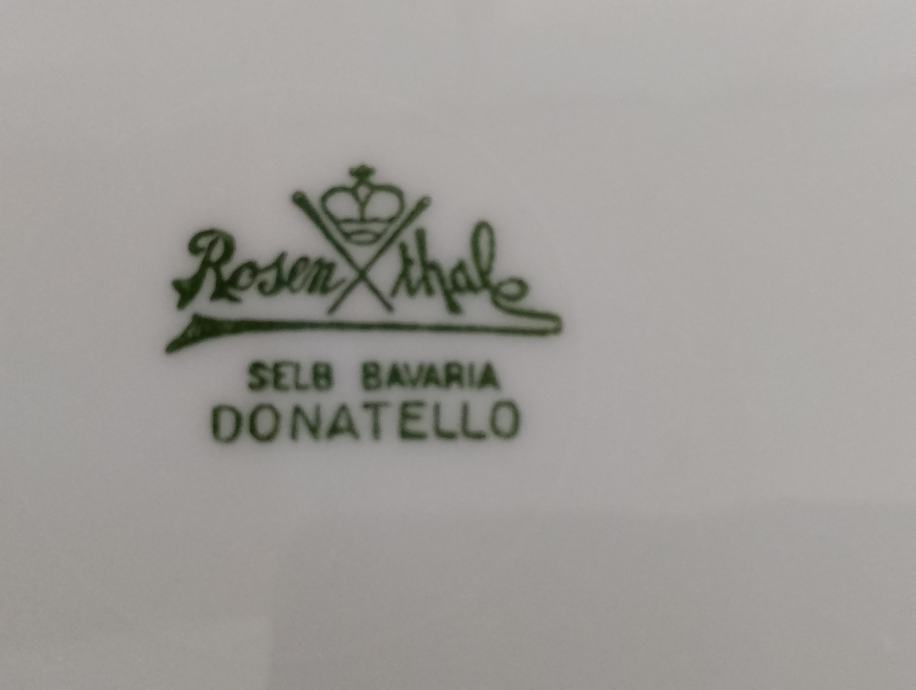 Rosenthal
SELB BAVARIA
DONATELLO